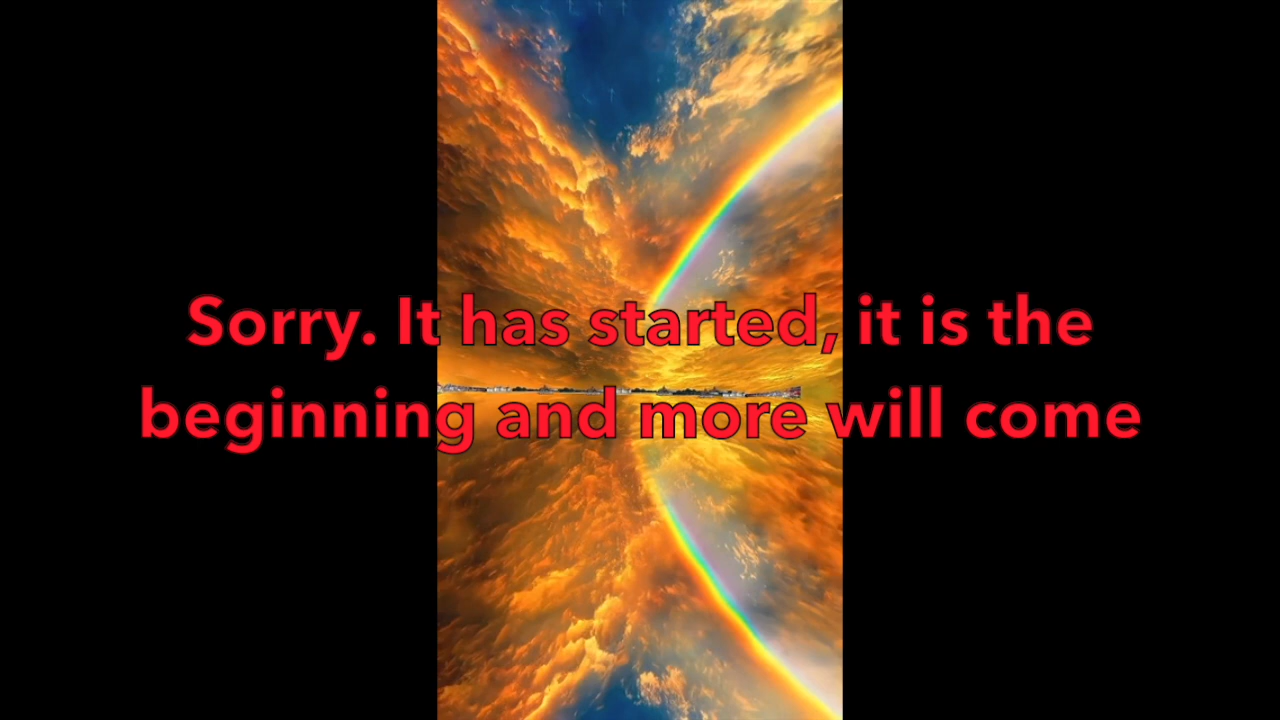 Sorry. It has started, it is the
beginning and more will come